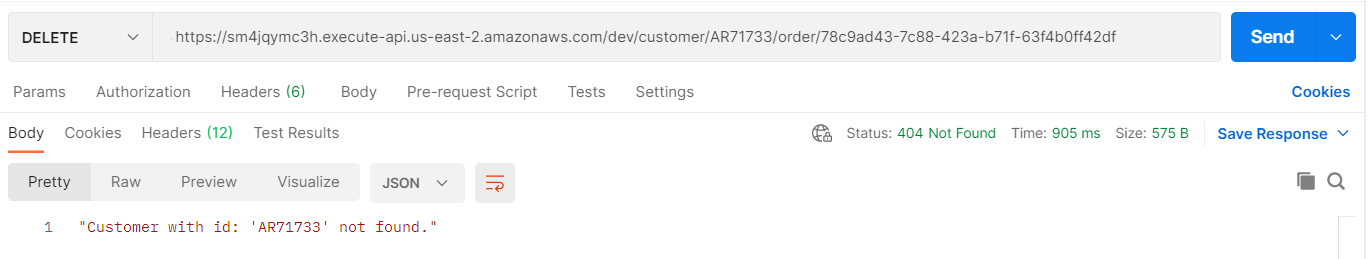 DELETE https://sm4jqymc3h.execute-api.us-east-2.amazonaws.com/dev/customer/AR71733/order/78c9ad43-7c88-423a-b71f-63f4b0ff42df Send
Params Authorization Headers (6) Body Pre-request Script Tests Settings Cookies
Body Cookies Headers (12) Test Results Status: 404 Not Found Time: 905 ms Size: 575 B Save Response
Pretty Raw Preview Visualize JSON
1 "Customer with id: 'AR71733' not found."